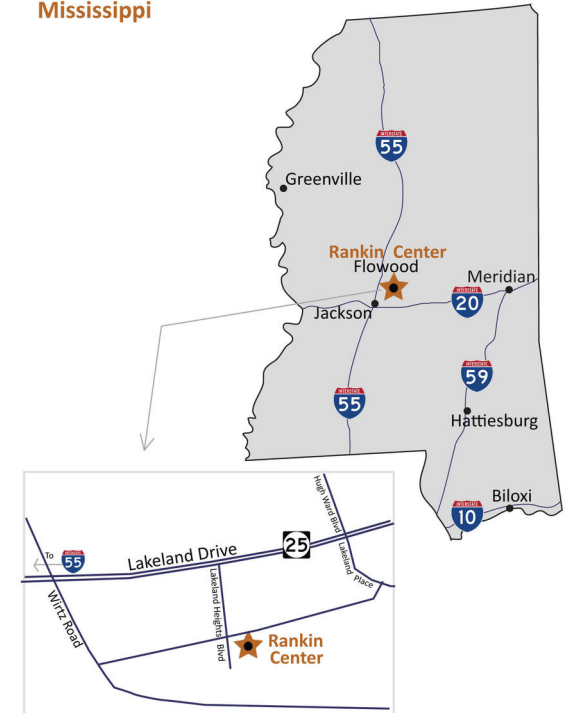 Mississippi
INTERSTATE
55
Greenville
Rankin Center
Flowood
Meridian
INTERSTATE
20
Jackson
INTERSTATE
59
INTERSTATE
55
Hattiesburg
Biloxi
INTERSTATE
10
Hugh Ward Blvd
25
Lakeland Drive
To
INTERSTATE
55
Lakeland Place
Lakeland Heights
Blvd
Wirtz Road
Rankin
Center